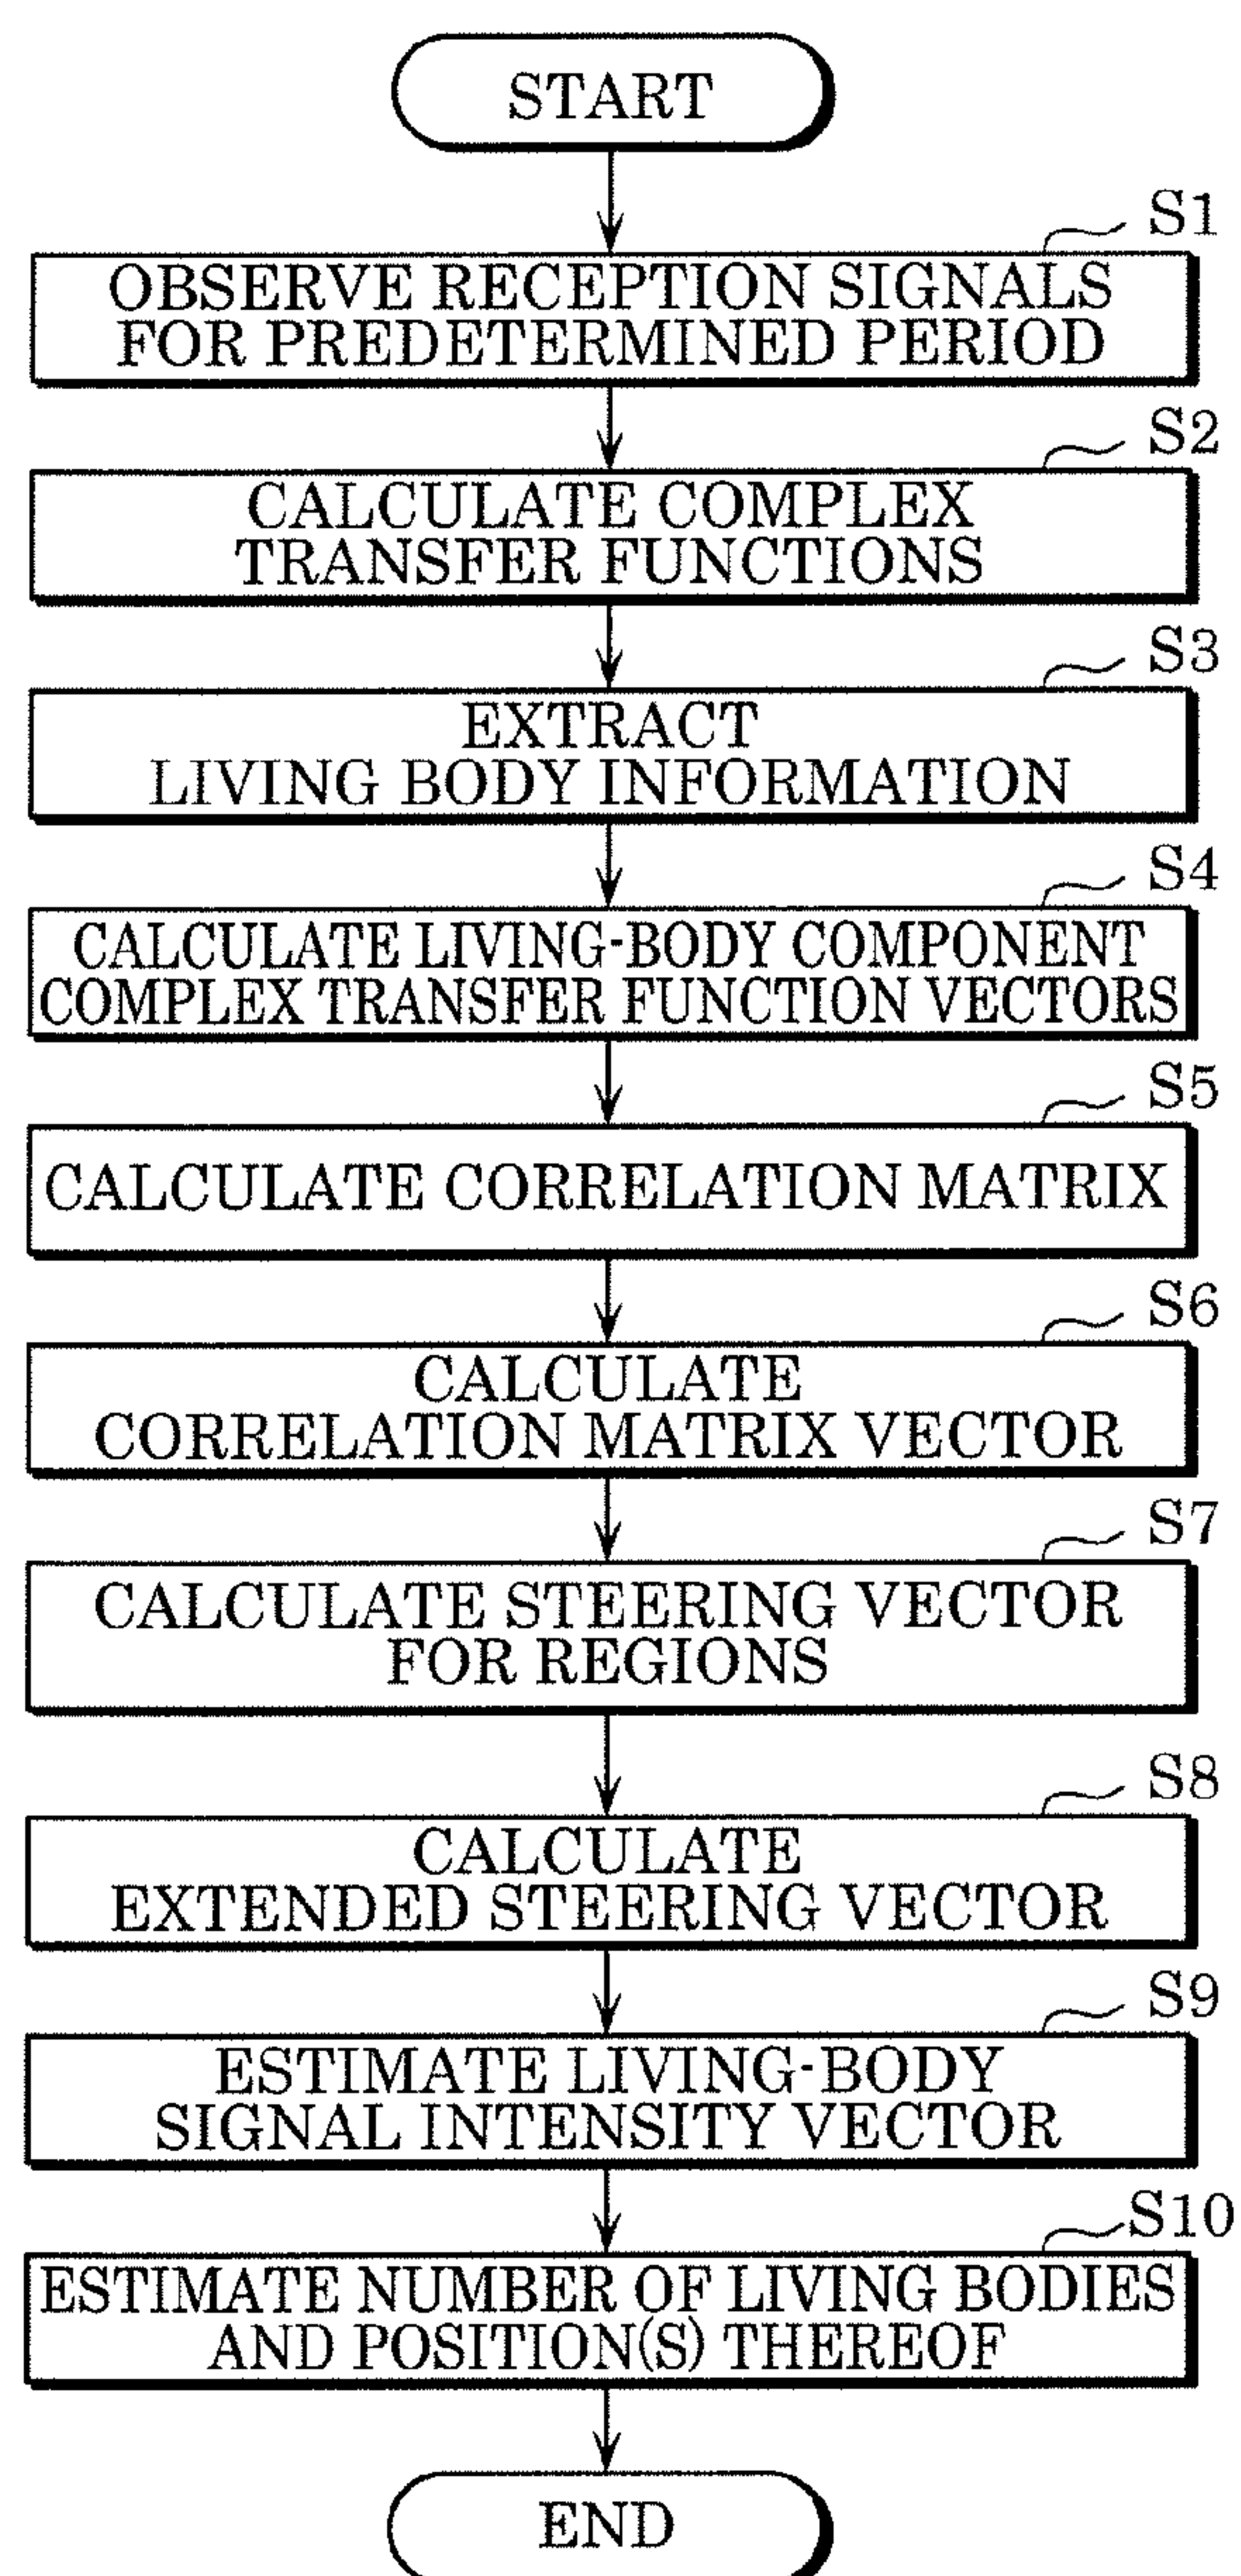 START
S1
OBSERVE RECEPTION SIGNALS
FOR PREDETERMINED PERIOD
S2
CALCULATE COMPLEX
TRANSFER FUNCTIONS
S3
EXTRACT
LIVING BODY INFORMATION
S4
CALCULATE LIVING-BODY COMPONENT
COMPLEX TRANSFER FUNCTION VECTORS
S5
CALCULATE CORRELATION MATRIX
S6
CALCULATE
CORRELATION MATRIX VECTOR
S7
CALCULATE STEERING VECTOR
FOR REGIONS
S8
CALCULATE
EXTENDED STEERING VECTOR
S9
ESTIMATE LIVING-BODY
SIGNAL INTENSITY VECTOR
S10
ESTIMATE NUMBER OF LIVING BODIES
AND POSITION(S) THEREOF
END